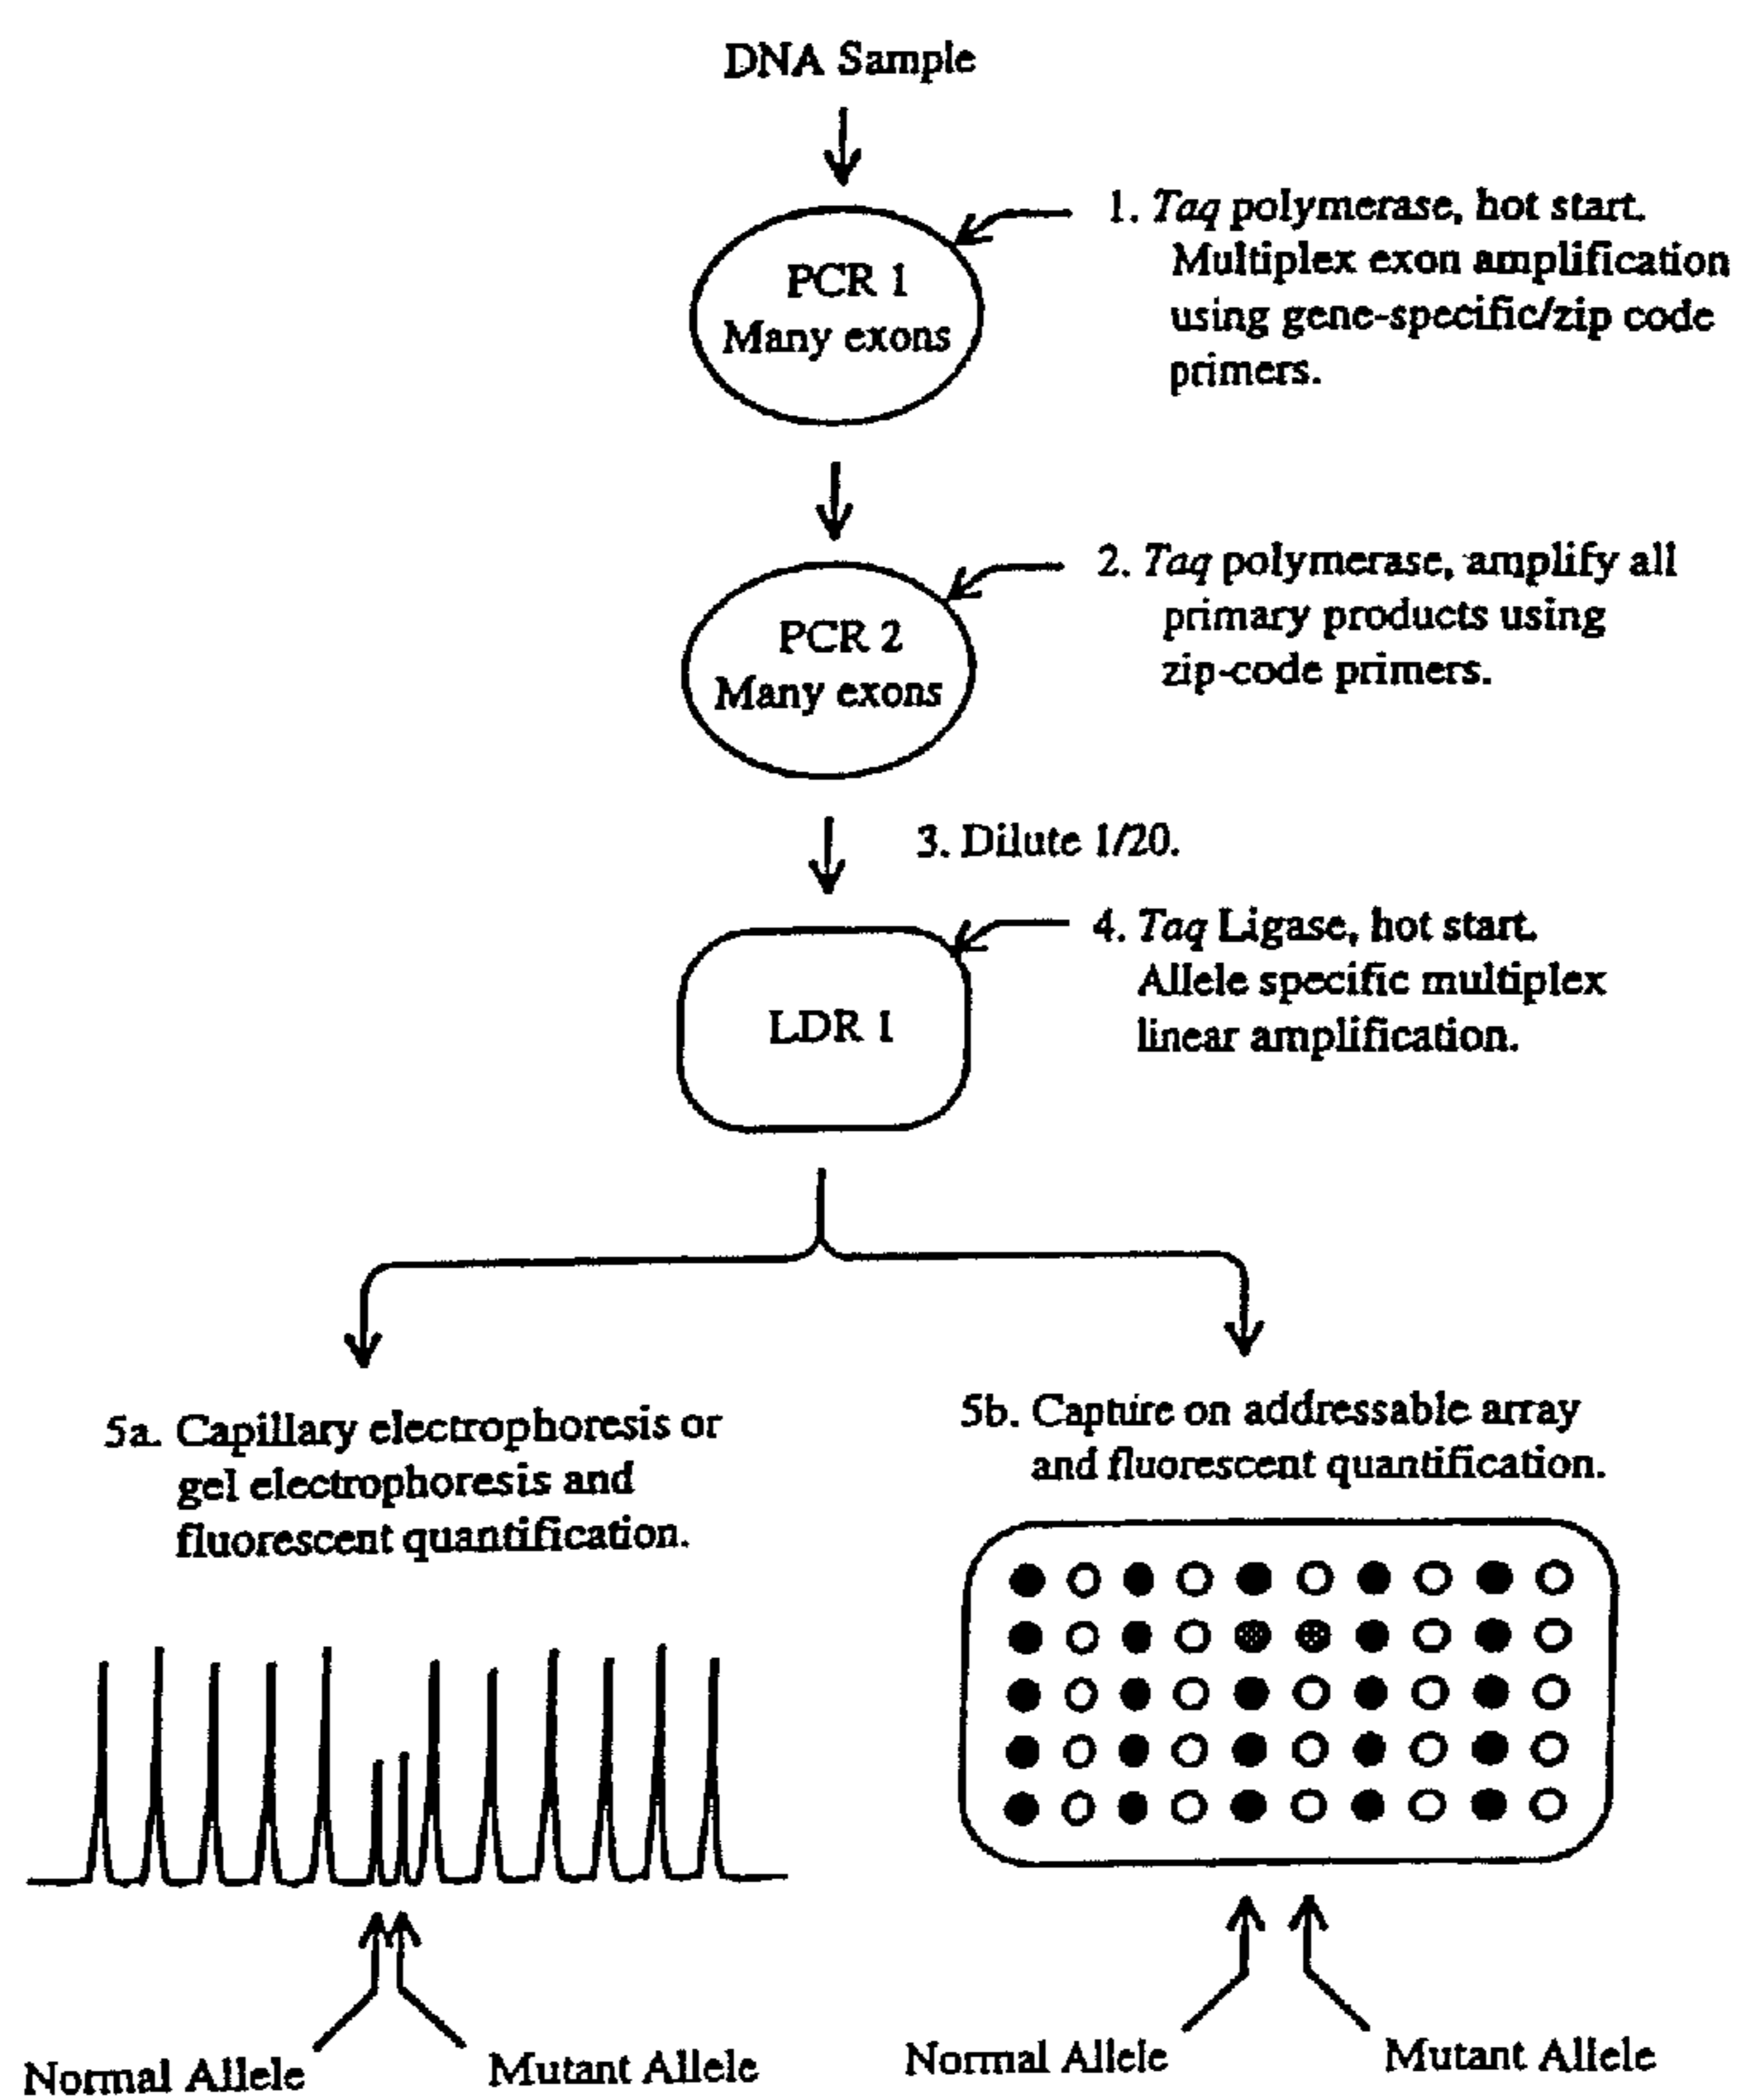 DNA Sample
PCR 1
Many exons
1. Taq polymerase, hot start.
Multiplex exon amplification
using gene-specific/zip code
primers.
PCR 2
Many exons
2. Taq polymerase, amplify all
primary products using
zip-code primers.
3. Dilute 1/20.
LDR 1
4. Taq Ligase, hot start.
Allele specific multiplex
linear amplification.
5a. Capillary electrophoresis or
gel electrophoresis and
fluorescent quantification.
5b. Capture on addressable array
and fluorescent quantification.
Normal Allele
Mutant Allele
Normal Allele
Mutant Allele